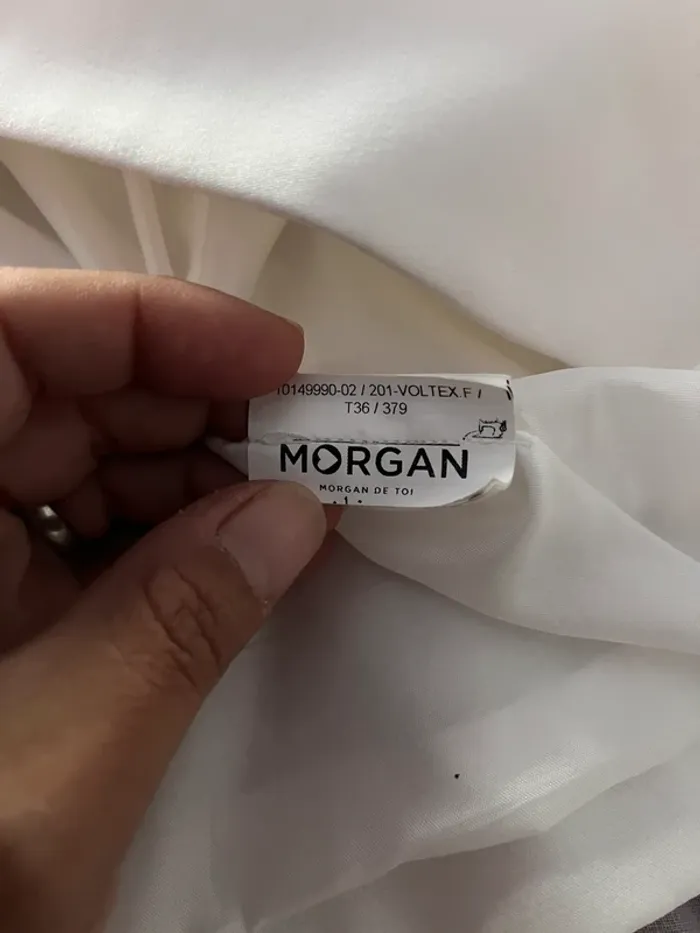 10149990-02 / 201-VOLTEX.F /
T36 / 379
MORGAN
MORGAN DE TOI